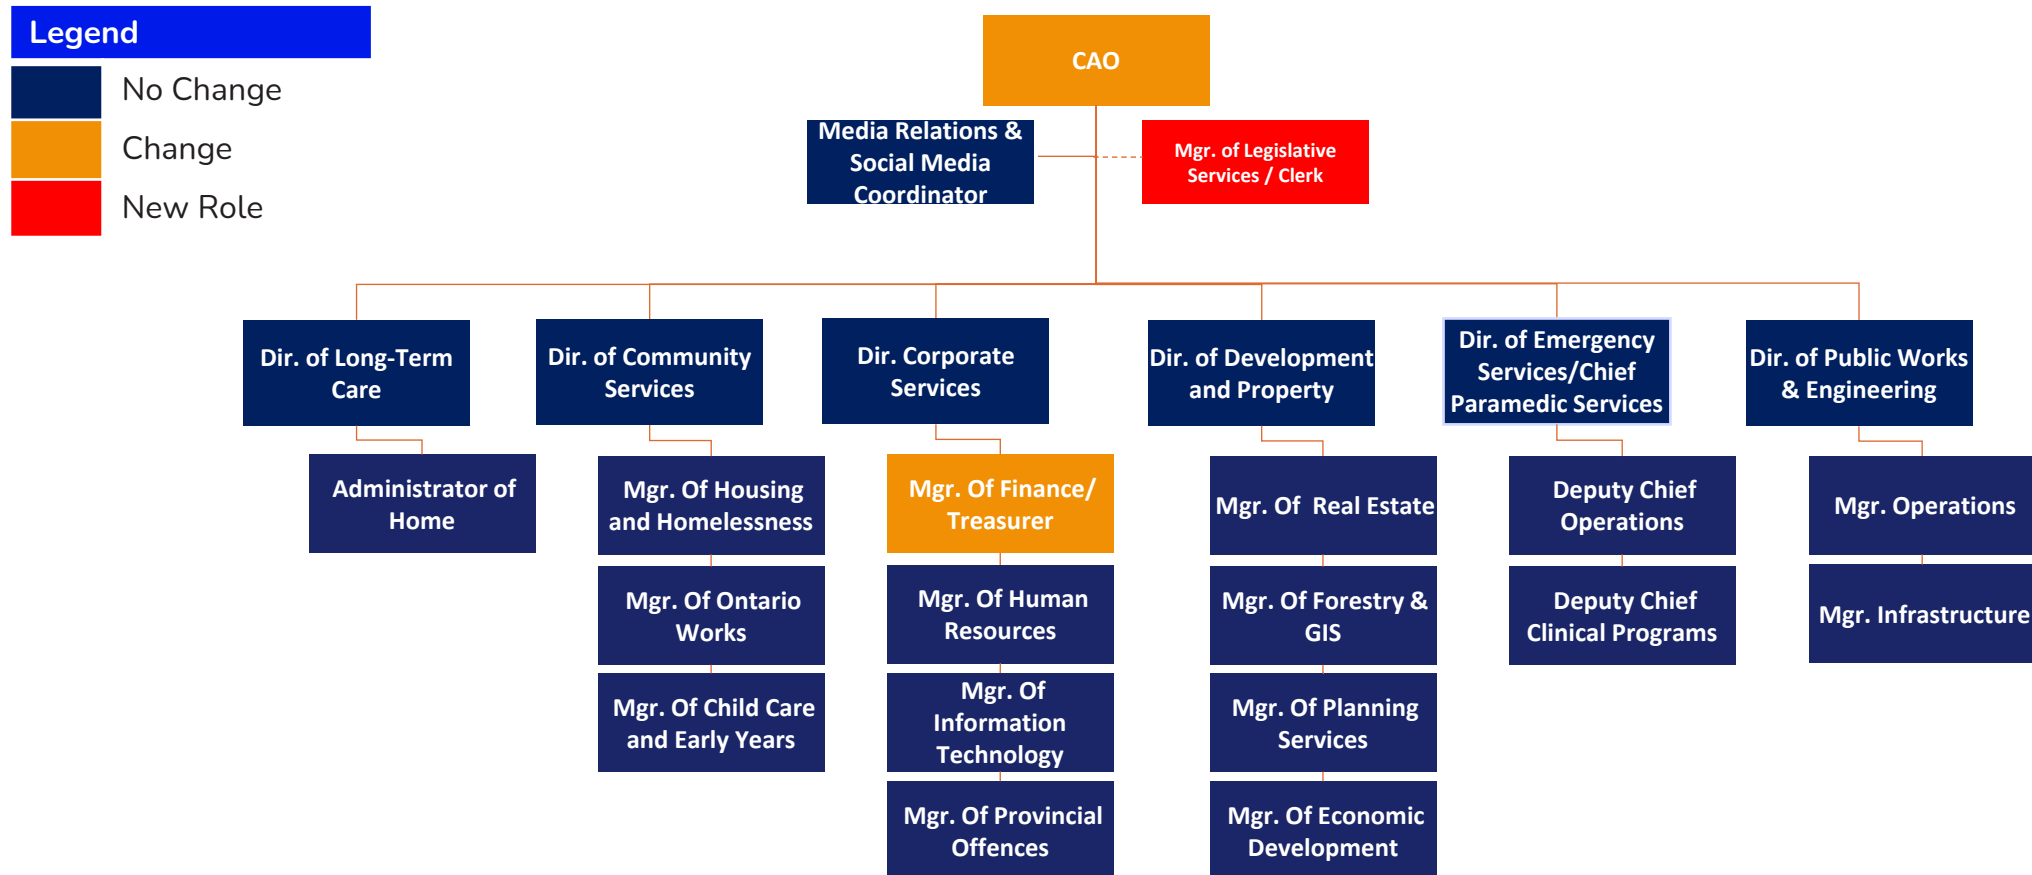 Legend
No Change
Change
New Role
CAO
Media Relations &
Social Media
Coordinator
Mgr. of Legislative
Services / Clerk
Dir. of Long-Term
Care
Dir. of Community
Services
Dir. Corporate
Services
Dir. of Development
and Property
Dir. of Emergency
Services/Chief
Paramedic Services
Dir. of Public Works
& Engineering
Administrator of
Home
Mgr. Of Housing
and Homelessness
Mgr. Of Ontario
Works
Mgr. Of Child Care
and Early Years
Mgr. Of Finance/
Treasurer
Mgr. Of Human
Resources
Mgr. Of
Information
Technology
Mgr. Of Provincial
Offences
Mgr. Of  Real Estate
Mgr. Of Forestry &
GIS
Mgr. Of Planning
Services
Mgr. Of Economic
Development
Deputy Chief
Operations
Deputy Chief
Clinical Programs
Mgr. Operations
Mgr. Infrastructure